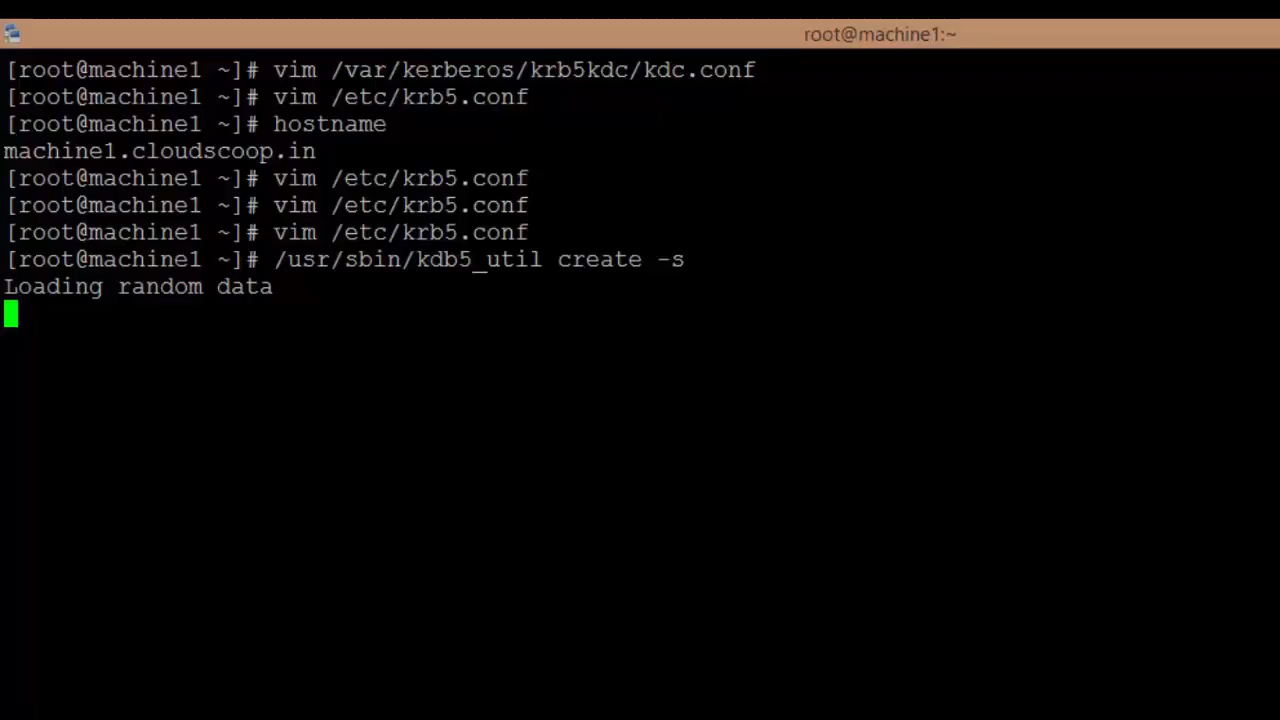 root@machine1:~
[root@machine1 ~]# vim /var/kerberos/krb5kdc/kdc.conf
[root@machine1 ~]# vim /etc/krb5.conf
[root@machine1 ~]# hostname
machine1.cloudscoop.in
[root@machine1 ~]# vim /etc/krb5.conf
[root@machine1 ~]# vim /etc/krb5.conf
[root@machine1 ~]# vim /etc/krb5.conf
[root@machine1 ~]# /usr/sbin/kdb5_util create -s
Loading random data